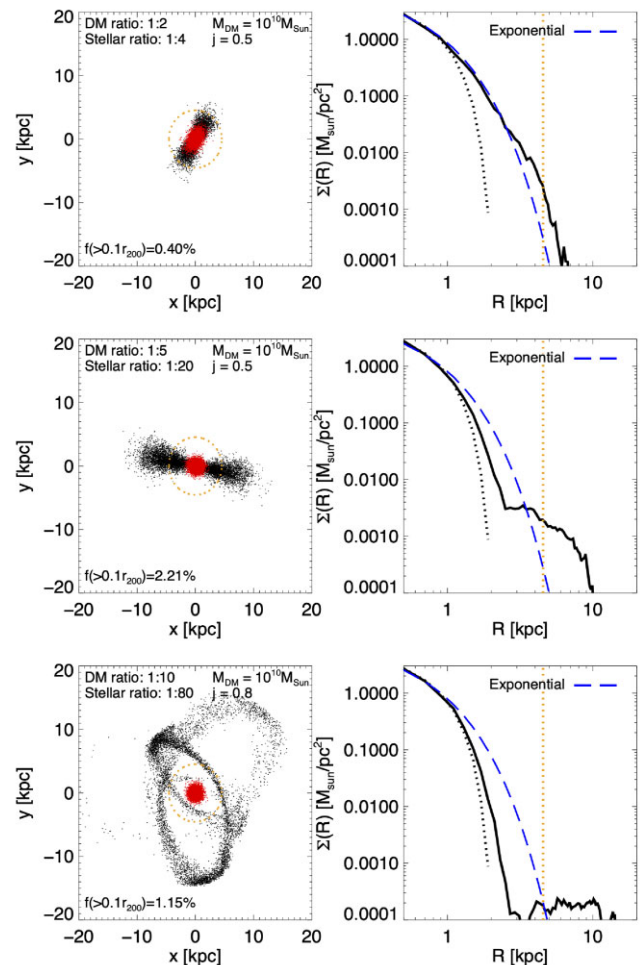 DM ratio: 1:2 M_DM = 10^10 M_Sun
Stellar ratio: 1:4 j = 0.5
20
10
0
−10
−20
y [kpc]
f(>0.1r_200)=0.40%
−20 −10 0 10 20
x [kpc]
Exponential
1.0000
0.1000
0.0100
0.0010
0.0001
Σ(R) [M_sun/pc^2]
1 10
R [kpc]
DM ratio: 1:5 M_DM = 10^10 M_Sun
Stellar ratio: 1:20 j = 0.5
20
10
0
−10
−20
y [kpc]
f(>0.1r_200)=2.21%
−20 −10 0 10 20
x [kpc]
Exponential
1.0000
0.1000
0.0100
0.0010
0.0001
Σ(R) [M_sun/pc^2]
1 10
R [kpc]
DM ratio: 1:10 M_DM = 10^10 M_Sun
Stellar ratio: 1:80 j = 0.8
20
10
0
−10
−20
y [kpc]
f(>0.1r_200)=1.15%
−20 −10 0 10 20
x [kpc]
Exponential
1.0000
0.1000
0.0100
0.0010
0.0001
Σ(R) [M_sun/pc^2]
1 10
R [kpc]